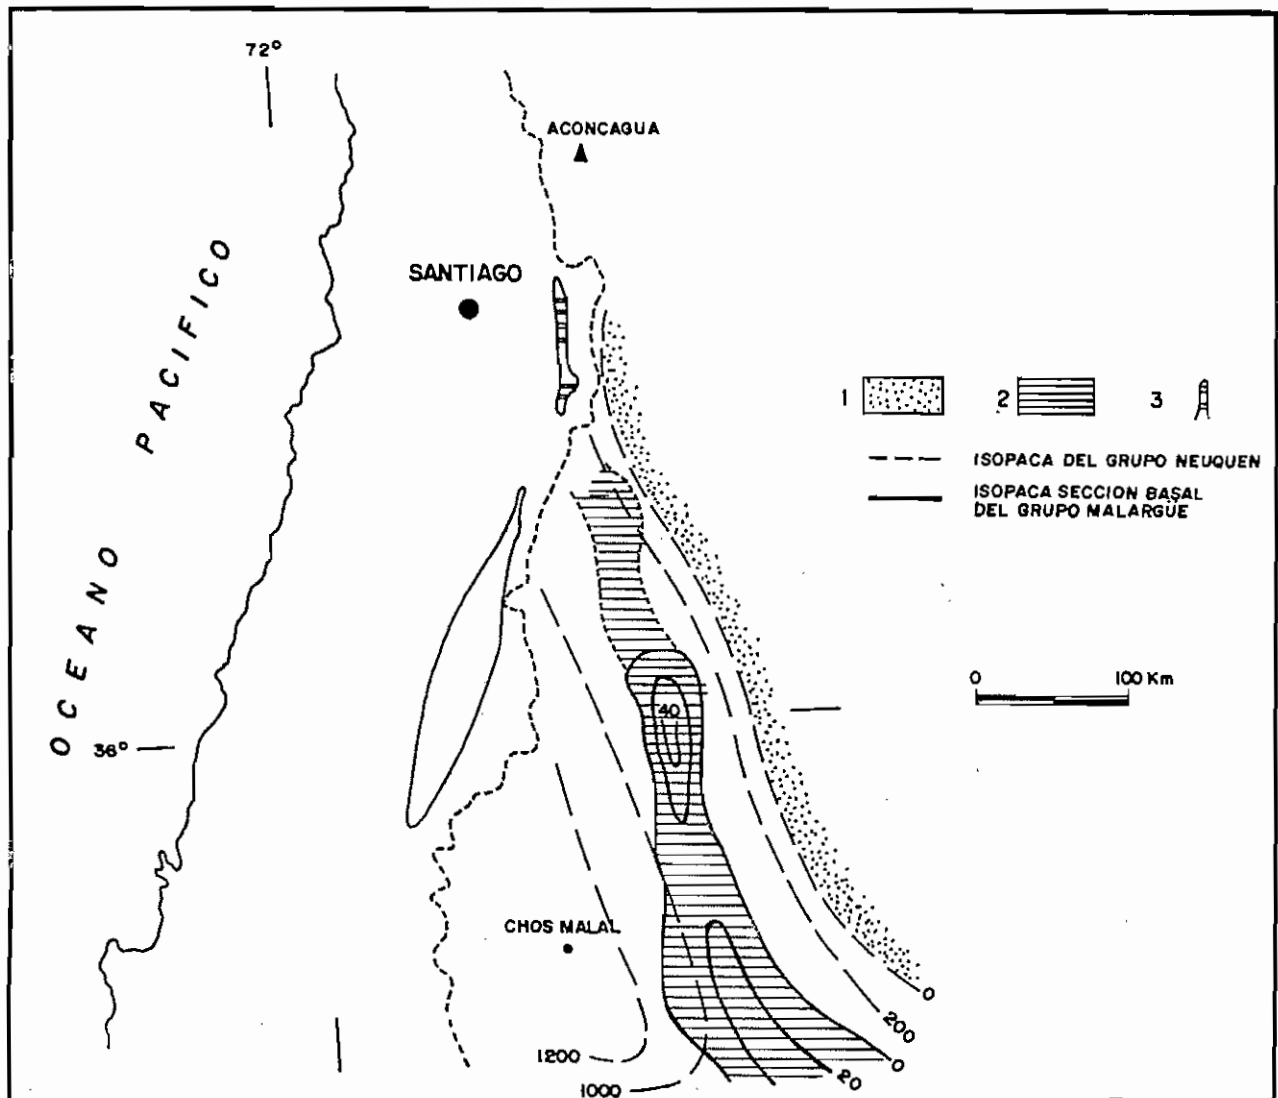 72°
ACONCAGUA
SANTIAGO
OCEANO PACIFICO
1
2
3
ISOPACA DEL GRUPO NEUQUEN
ISOPACA SECCION BASAL
DEL GRUPO MALARGÜE
0 100 Km
40
36°
CHOS MALAL
0
200
0
20
1200
1000